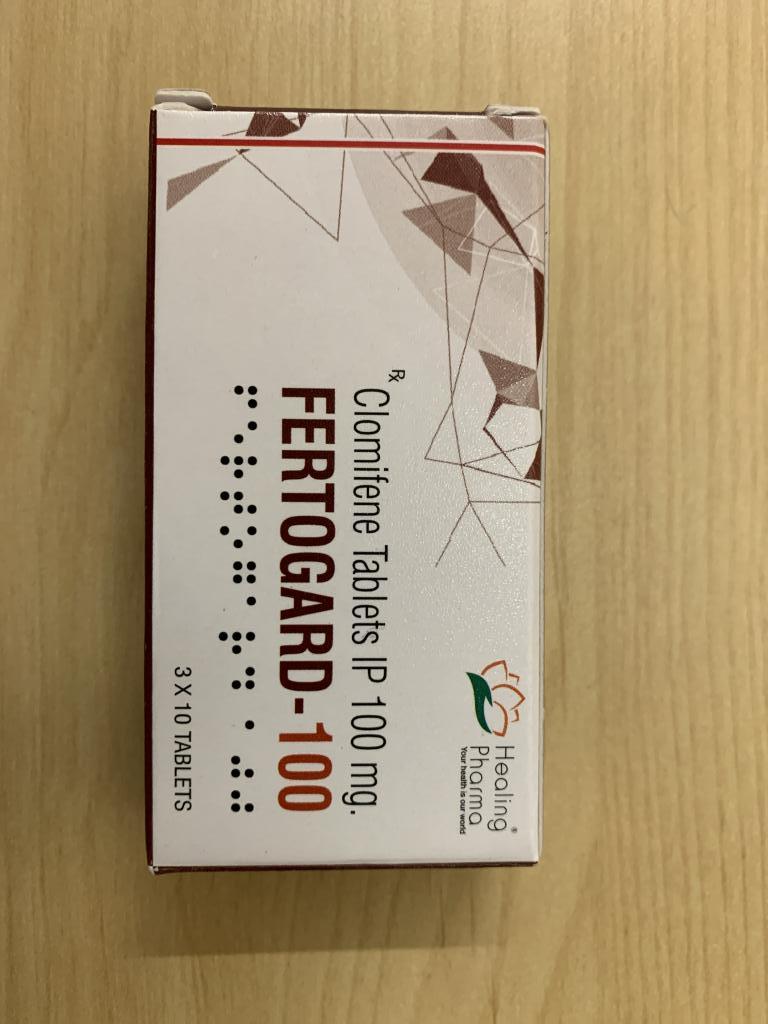 Healing
Pharma®
Your health is our world
Rx
Clomifene Tablets IP 100 mg.
FERTOGARD-100
3 X 10 TABLETS